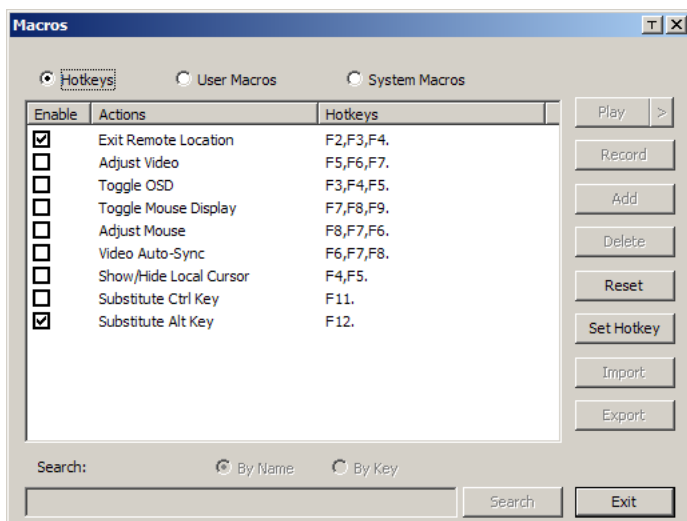 Macros
Hotkeys User Macros System Macros
Enable Actions Hotkeys
Exit Remote Location F2,F3,F4.
Adjust Video F5,F6,F7.
Toggle OSD F3,F4,F5.
Toggle Mouse Display F7,F8,F9.
Adjust Mouse F8,F7,F6.
Video Auto-Sync F6,F7,F8.
Show/Hide Local Cursor F4,F5.
Substitute Ctrl Key F11.
Substitute Alt Key F12.
Play >
Record
Add
Delete
Reset
Set Hotkey
Import
Export
Search: By Name By Key
Search Exit